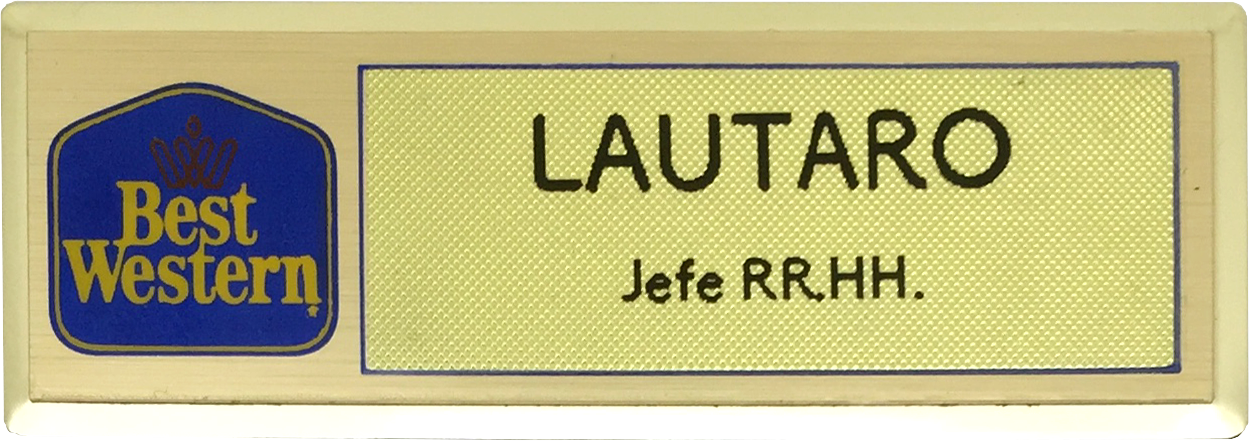 Best
Western
LAUTARO
Jefe RR.HH.